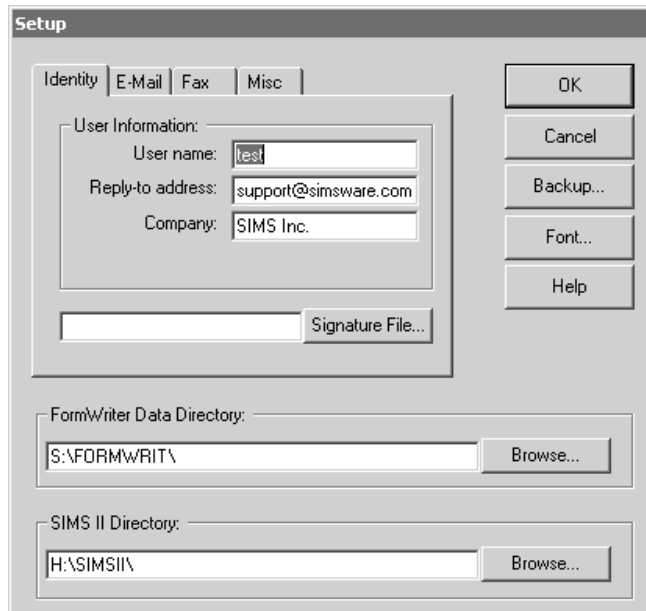 Setup
Identity E-Mail Fax Misc
OK
User Information:
User name: test
Cancel
Reply-to address: support@simsware.com
Backup...
Company: SIMS Inc.
Font...
Help
Signature File...
FormWriter Data Directory:
S:\FORMWRIT\ Browse...
SIMS II Directory:
H:\SIMSII\ Browse...